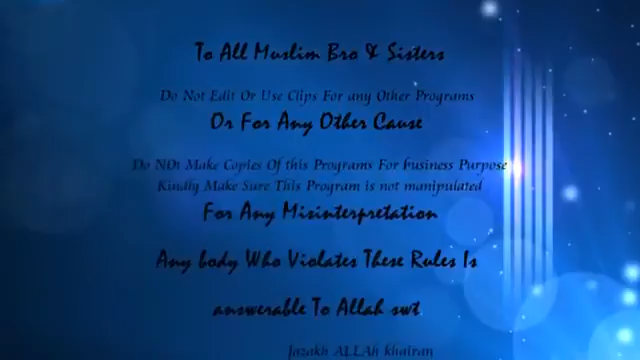 To All Muslim Bro & Sisters
Do Not Edit Or Use Clips For any Other Programs
Or For Any Other Cause
Do NOt Make Copies Of this Programs For business Purpose
Kindly Make Sure This Program is not manipulated
For Any Misinterpretation
Any body Who Violates These Rules Is
answerable To Allah swt
Jazakh ALLAh khairan